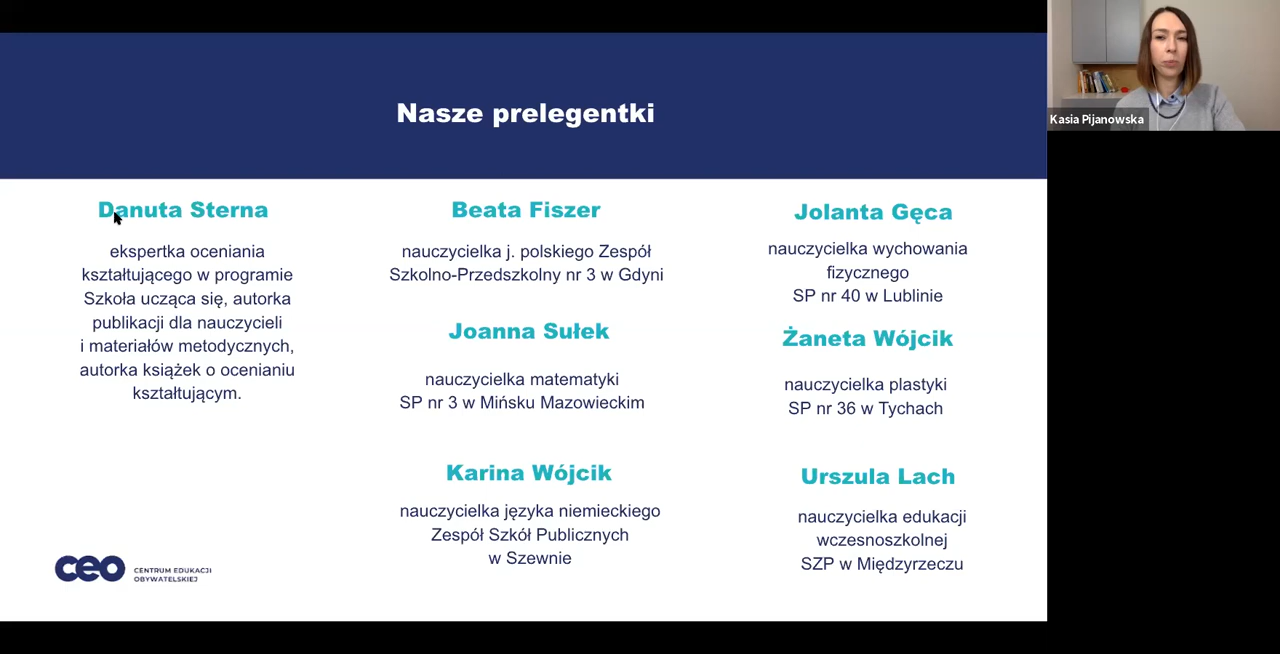 Nasze prelegentki
Danuta Sterna
ekspertka oceniania
kształtującego w programie
Szkoła ucząca się, autorka
publikacji dla nauczycieli
i materiałów metodycznych,
autorka książek o ocenianiu
kształtującym.
Beata Fiszer
nauczycielka j. polskiego Zespół
Szkolno-Przedszkolny nr 3 w Gdyni
Joanna Sułek
nauczycielka matematyki
SP nr 3 w Mińsku Mazowieckim
Karina Wójcik
nauczycielka języka niemieckiego
Zespół Szkół Publicznych
w Szewnie
Jolanta Gęca
nauczycielka wychowania
fizycznego
SP nr 40 w Lublinie
Żaneta Wójcik
nauczycielka plastyki
SP nr 36 w Tychach
Urszula Lach
nauczycielka edukacji
wczesnoszkolnej
SZP w Międzyrzeczu
ceo
CENTRUM EDUKACJI
OBYWATELSKIEJ
Kasia Pijanowska